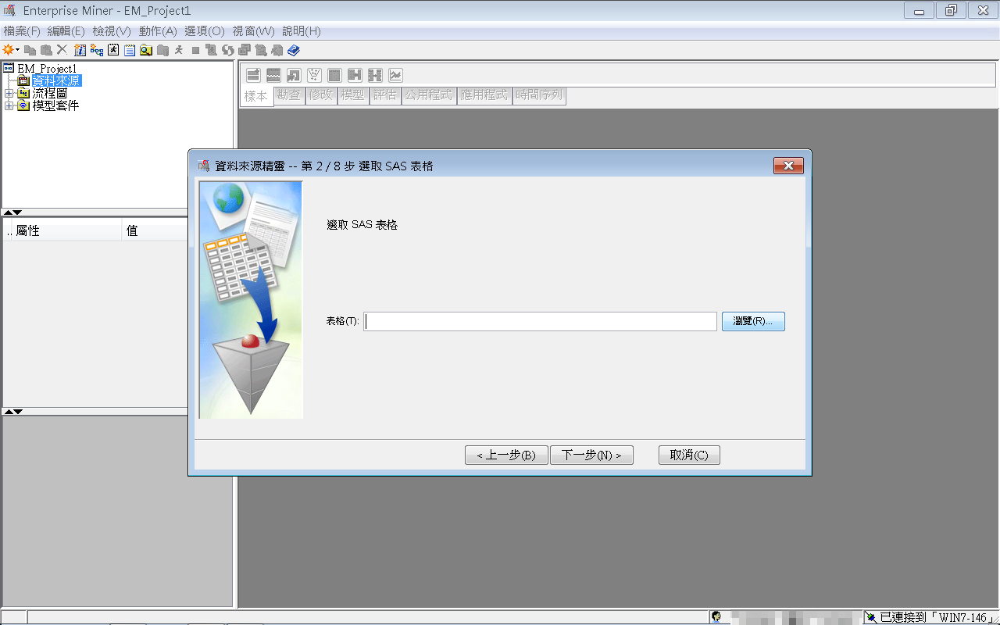 Enterprise Miner - EM_Project1
檔案(F) 編輯(E) 檢視(V) 動作(A) 選項(O) 視窗(W) 說明(H)
EM_Project1
資料來源
流程圖
模型套件
樣本 勘查 修改 模型 評估 公用程式 應用程式 時間序列
.. 屬性 值
資料來源精靈 -- 第 2 / 8 步 選取 SAS 表格
選取 SAS 表格
表格(T):
瀏覽(R)...
< 上一步(B) 下一步(N) > 取消(C)
已連接到「WIN7-146」